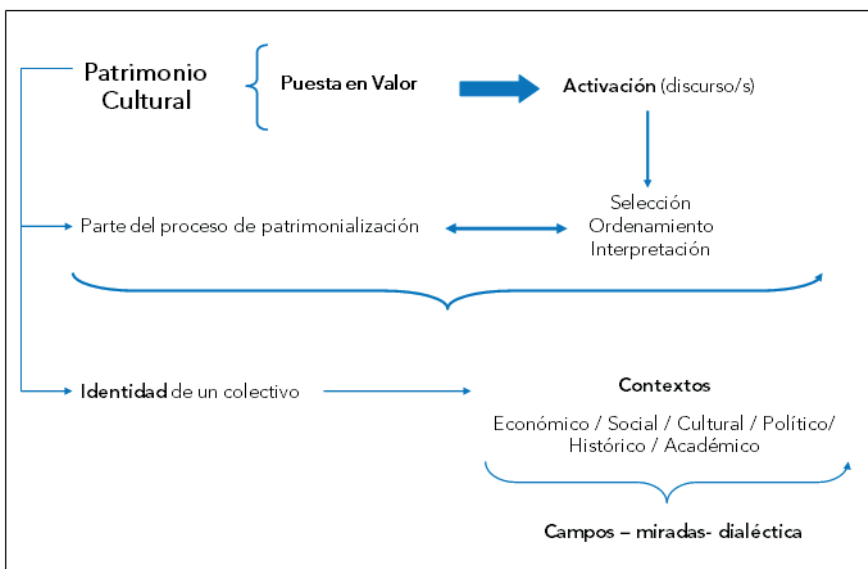 Patrimonio
Cultural
Puesta en Valor
Activación (discurso/s)
Parte del proceso de patrimonialización
Selección
Ordenamiento
Interpretación
Identidad de un colectivo
Contextos
Económico / Social / Cultural / Político/
Histórico / Académico
Campos – miradas- dialéctica